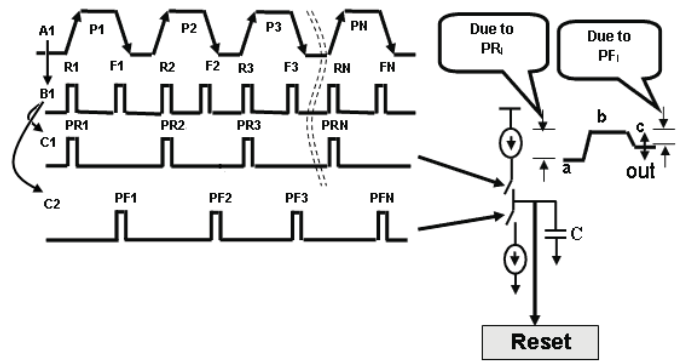 A1 P1 P2 P3 PN
R1 F1 R2 F2 R3 F3 RN FN
B1
C1 PR1 PR2 PR3 PRN
C2 PF1 PF2 PF3 PFN
Due to
PRI
Due to
PFI
a b c
out
C
Reset